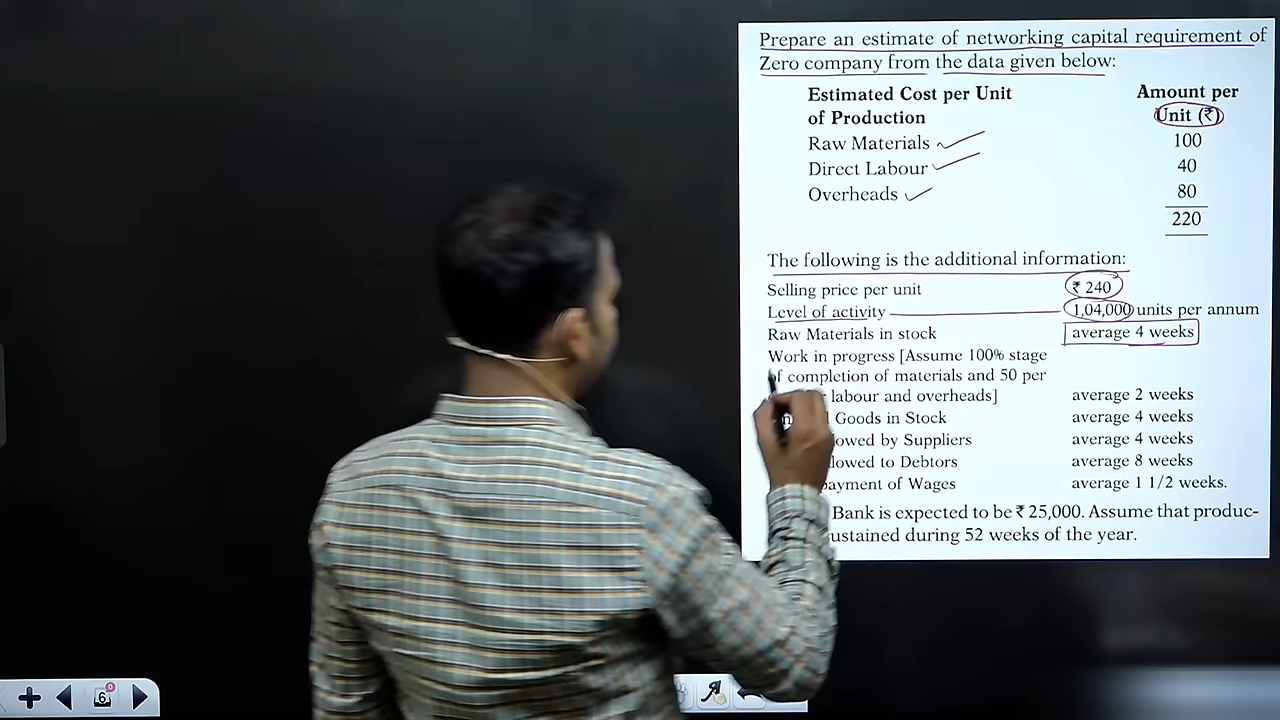 Prepare an estimate of networking capital requirement of
Zero company from the data given below:
Estimated Cost per Unit Amount per
of Production Unit (₹)
Raw Materials 100
Direct Labour 40
Overheads 80
220
The following is the additional information:
Selling price per unit ₹ 240
Level of activity 1,04,000 units per annum
Raw Materials in stock average 4 weeks
Work in progress [Assume 100% stage
of completion of materials and 50 per
labour and overheads] average 2 weeks
Goods in Stock average 4 weeks
by Suppliers average 4 weeks
to Debtors average 8 weeks
of Wages average 1 1/2 weeks.
Bank is expected to be ₹ 25,000. Assume that produc-
during 52 weeks of the year.
6
0